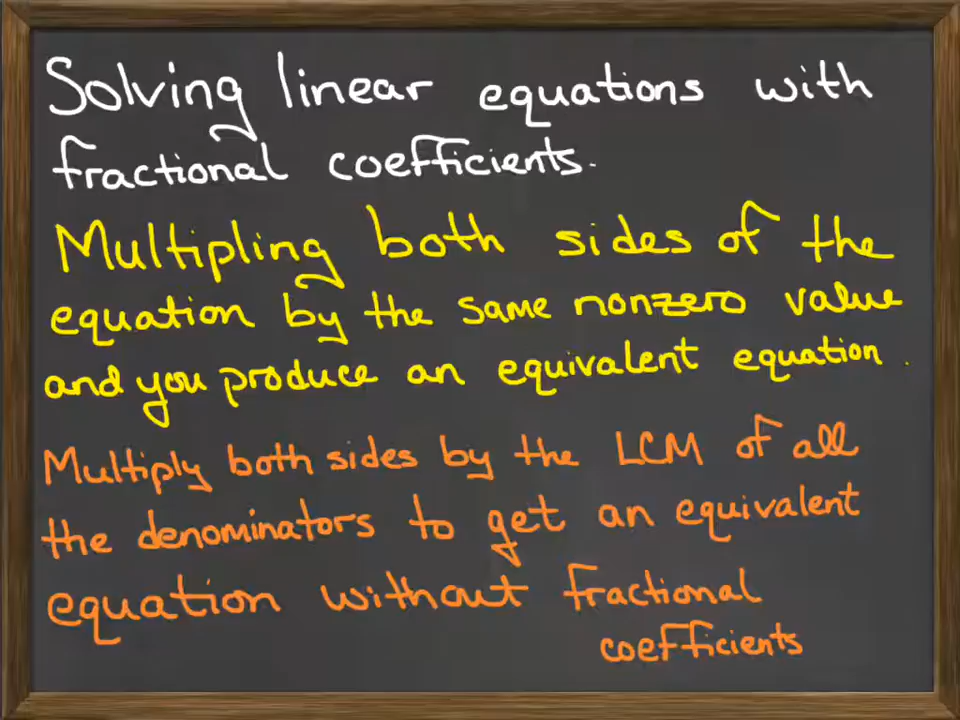 Solving linear equations with
fractional coefficients.
Multipling both sides of the
equation by the same nonzero value
and you produce an equivalent equation.
Multiply both sides by the LCM of all
the denominators to get an equivalent
equation without fractional
coefficients